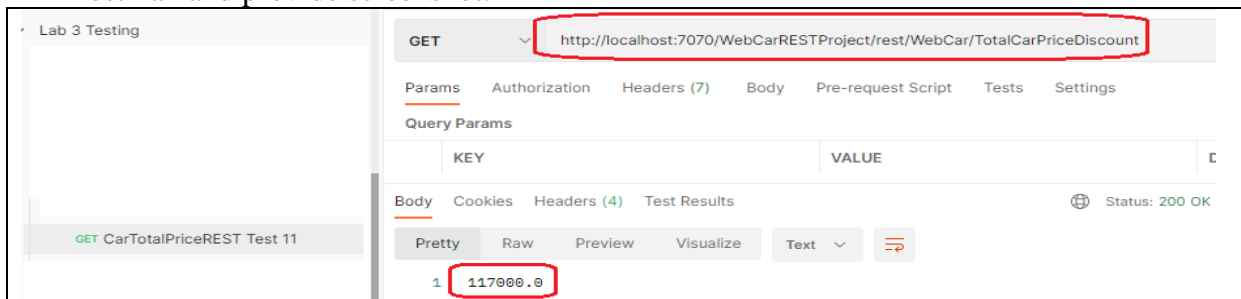 Lab 3 Testing
GET http://localhost:7070/WebCarRESTProject/rest/WebCar/TotalCarPriceDiscount
Params Authorization Headers (7) Body Pre-request Script Tests Settings
Query Params
KEY VALUE
Body Cookies Headers (4) Test Results Status: 200 OK
GET CarTotalPriceREST Test 11
Pretty Raw Preview Visualize Text
1 117000.0